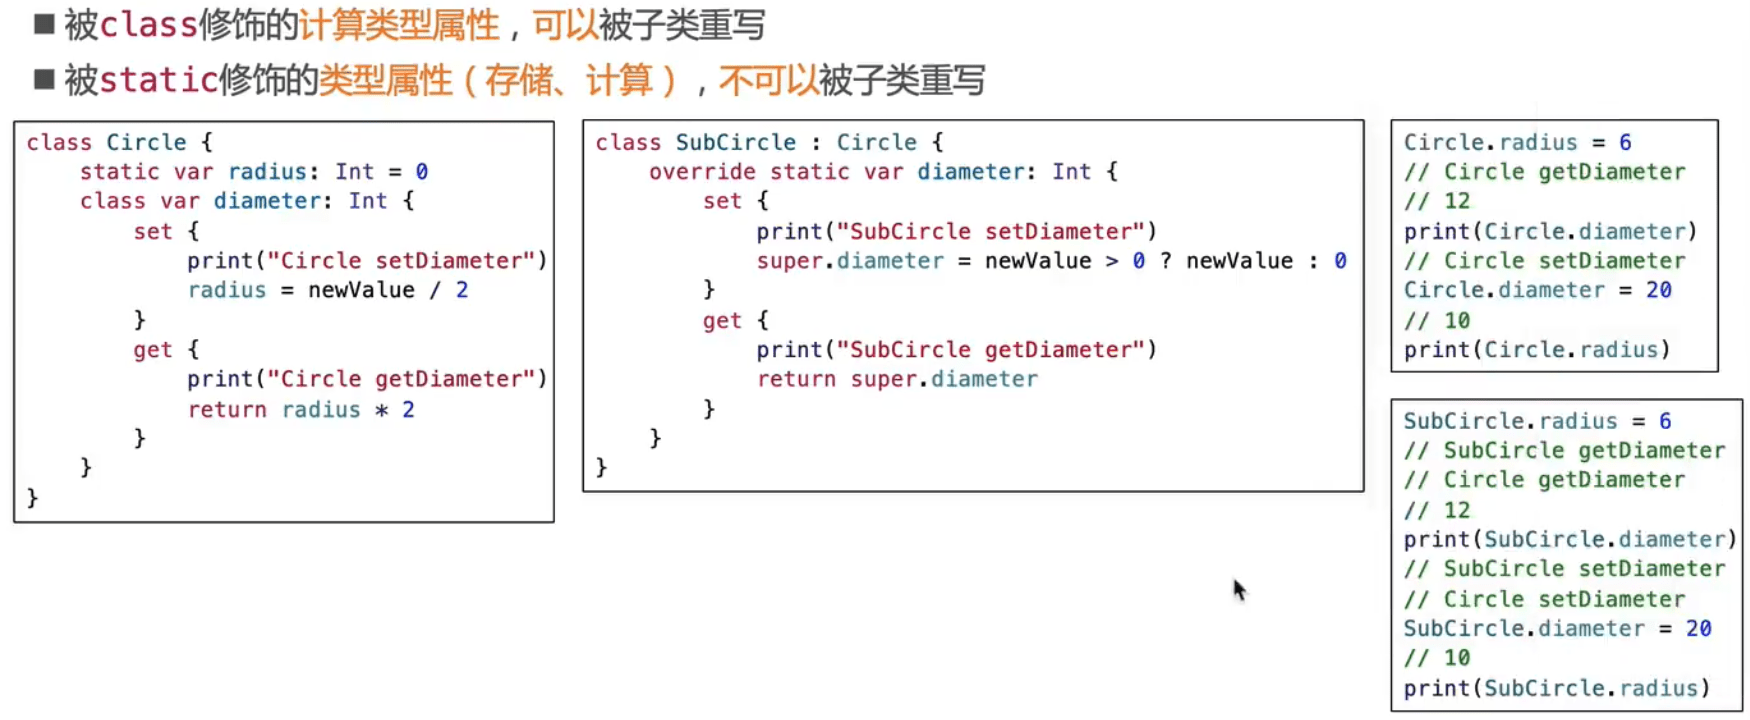 ■ 被class修饰的计算类型属性，可以被子类重写
■ 被static修饰的类型属性（存储、计算），不可以被子类重写
class Circle {
    static var radius: Int = 0
    class var diameter: Int {
        set {
            print("Circle setDiameter")
            radius = newValue / 2
        }
        get {
            print("Circle getDiameter")
            return radius * 2
        }
    }
}
class SubCircle : Circle {
    override static var diameter: Int {
        set {
            print("SubCircle setDiameter")
            super.diameter = newValue > 0 ? newValue : 0
        }
        get {
            print("SubCircle getDiameter")
            return super.diameter
        }
    }
}
Circle.radius = 6
// Circle getDiameter
// 12
print(Circle.diameter)
// Circle setDiameter
Circle.diameter = 20
// 10
print(Circle.radius)
SubCircle.radius = 6
// SubCircle getDiameter
// Circle getDiameter
// 12
print(SubCircle.diameter)
// SubCircle setDiameter
// Circle setDiameter
SubCircle.diameter = 20
// 10
print(SubCircle.radius)